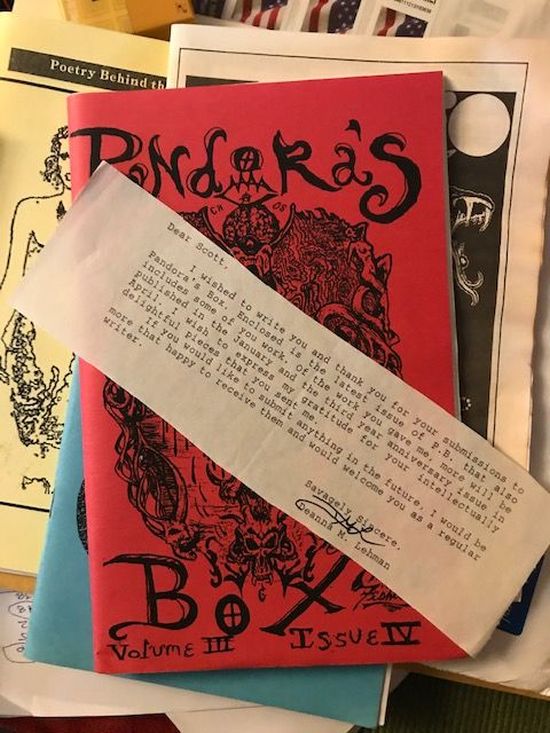 Poetry Behind th
PANdORa's
CH OS
Dear Scott,
I wished to write you and thank you for your submissions to
Pandora's Box. Enclosed is the latest issue of P.B. that also
includes some of you work. Of the work you gave me, more will be
published in the January and the third year anniversary issue in
April. I wish to express my gratitude for your intellectually
delightful pieces that you sent me.
If you would like to submit anything in the future, I would be
more that happy to receive them and would welcome you as a regular
writer.
Savagely Sincere,
Deanna M. Lehman
BoX
VOLUME III ISSUE IV